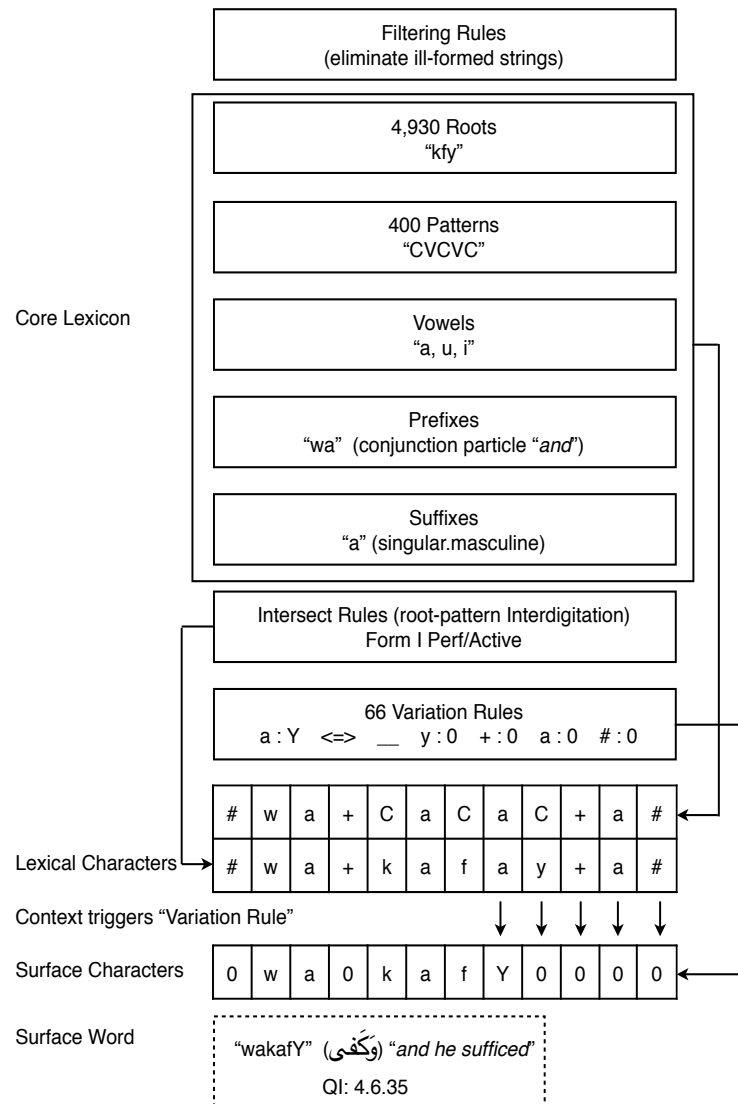 Filtering Rules
(eliminate ill-formed strings)
4,930 Roots
“kfy”
400 Patterns
“CVCVC”
Core Lexicon
Vowels
“a, u, i”
Prefixes
“wa” (conjunction particle “and”)
Suffixes
“a” (singular.masculine)
Intersect Rules (root-pattern Interdigitation)
Form I Perf/Active
66 Variation Rules
a : Y <=> __ y : 0 + : 0 a : 0 # : 0
# w a + C a C a C + a #
Lexical Characters # w a + k a f a y + a #
Context triggers “Variation Rule”
Surface Characters 0 w a 0 k a f Y 0 0 0 0
Surface Word
“wakafY” (وَكَفى) “and he sufficed”
QI: 4.6.35